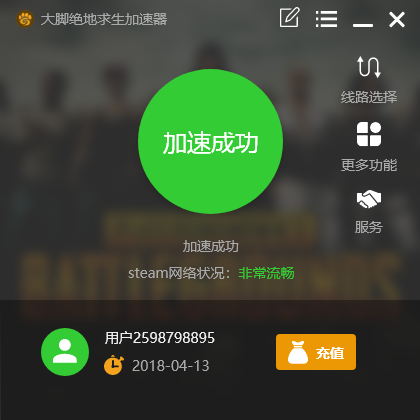 大脚绝地求生加速器
线路选择
加速成功
更多功能
服务
加速成功
steam网络状况：非常流畅
用户2598798895
2018-04-13
充值